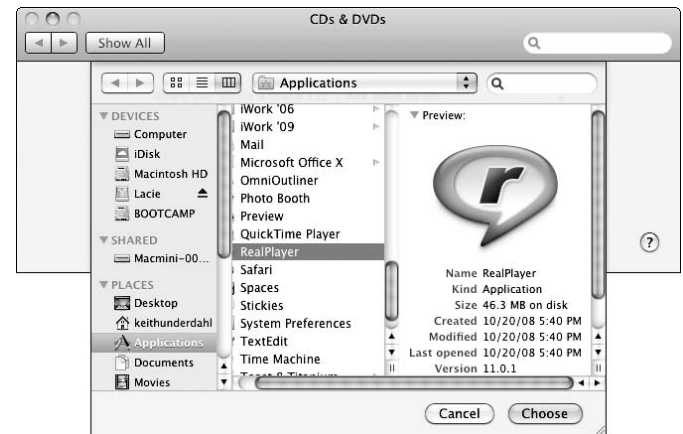 CDs & DVDs
Show All
Applications
DEVICES
Computer
iDisk
Macintosh HD
Lacie
BOOTCAMP
SHARED
Macmini-00...
PLACES
Desktop
keithunderdahl
Applications
Documents
Movies
iWork '06
iWork '09
Mail
Microsoft Office X
OmniOutliner
Photo Booth
Preview
QuickTime Player
RealPlayer
Safari
Spaces
Stickies
System Preferences
TextEdit
Time Machine
Toast 9 Titanium
Preview:
r
Name RealPlayer
Kind Application
Size 46.3 MB on disk
Created 10/20/08 5:40 PM
Modified 10/20/08 5:40 PM
Last opened 10/20/08 5:40 PM
Version 11.0.1
?
Cancel
Choose